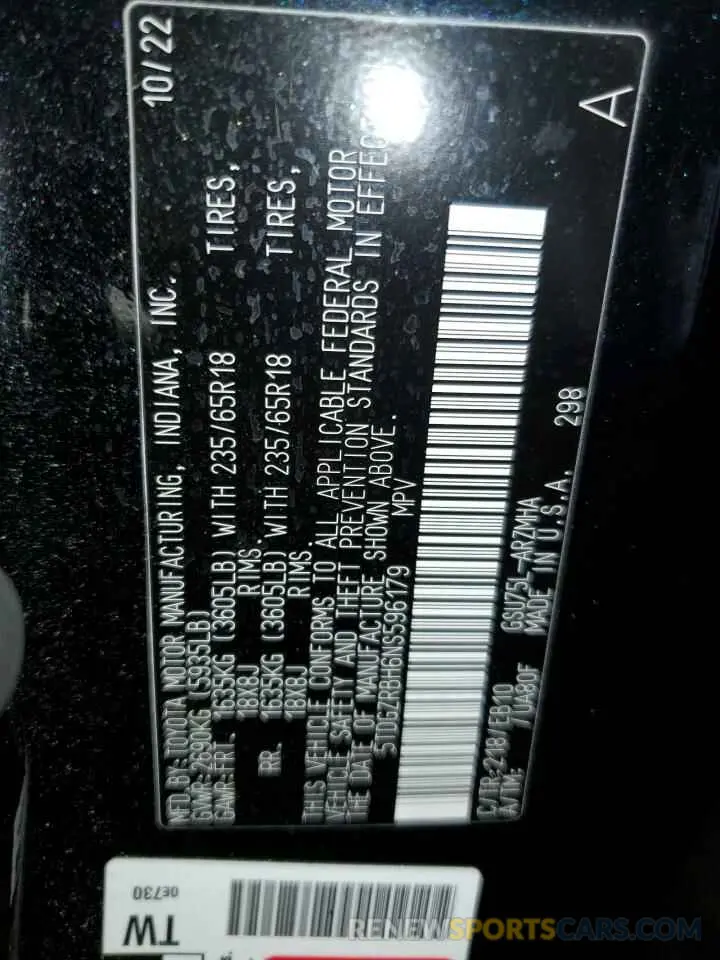 MFD BY: TOYOTA MOTOR MANUFACTURING, INDIANA, INC. 10/22
GVWR: 2690KG (5935LB)
GAWR: FRT. 1635KG (3605LB) WITH 235/65R18 TIRES,
18X8J RIMS.
RR. 1635KG (3605LB) WITH 235/65R18 TIRES,
18X8J RIMS.
THIS VEHICLE CONFORMS TO ALL APPLICABLE FEDERAL MOTOR
VEHICLE SAFETY AND THEFT PREVENTION STANDARDS IN EFFECT
THE DATE OF MANUFACTURE SHOWN ABOVE.
5TDGZRBH6NS596179 MPV
C/TR: 218/EB10 GSU75L-ARZMHA
A/TM: /UA80F MADE IN U.S.A. 298
A
TW
0E730
RENEWSPORTSCARS.COM